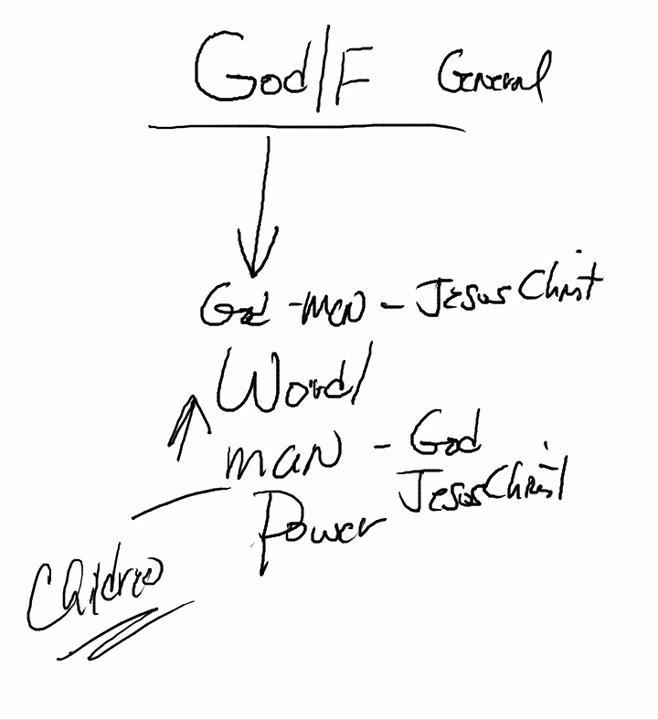 God/F General
God-man - Jesus Christ
Word/
man - God
Jesus Christ
Power
Children